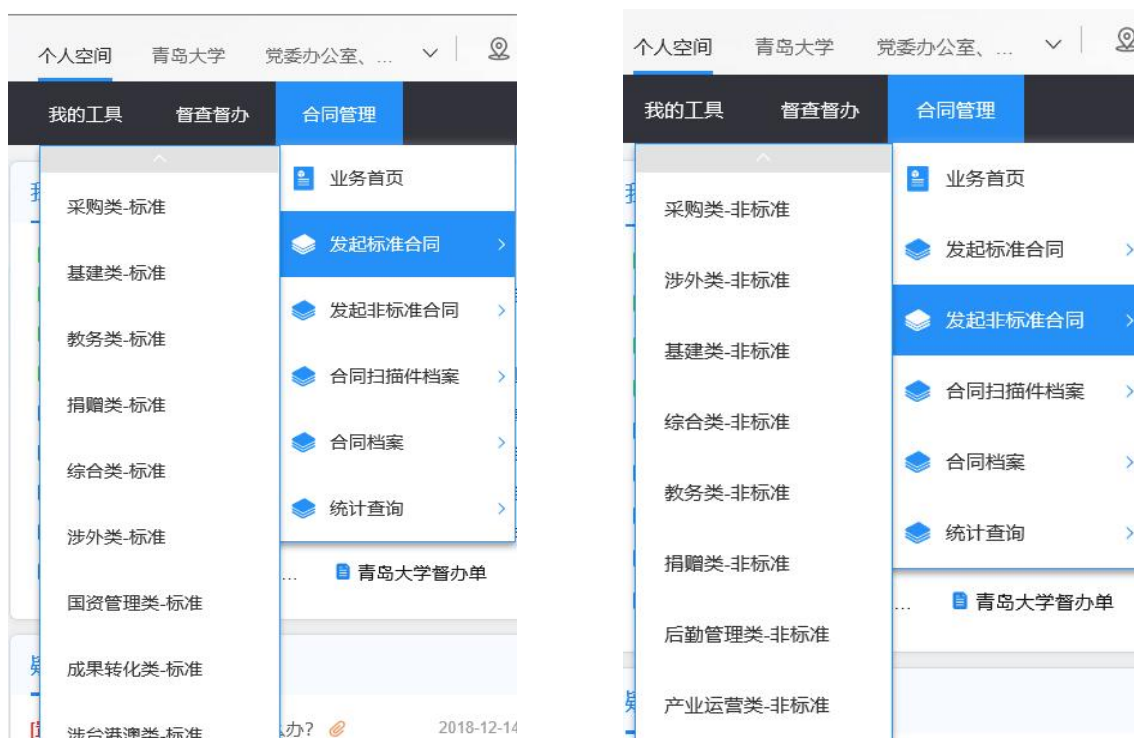 个人空间 青岛大学 党委办公室、...
我的工具 督查督办 合同管理
业务首页
采购类-标准
发起标准合同
基建类-标准
发起非标准合同
教务类-标准
合同扫描件档案
捐赠类-标准
合同档案
综合类-标准
统计查询
涉外类-标准
... 青岛大学督办单
国资管理类-标准
成果转化类-标准
涉台港澳类-标准
办? 2018-12-14
个人空间 青岛大学 党委办公室、...
我的工具 督查督办 合同管理
业务首页
采购类-非标准
发起标准合同
涉外类-非标准
发起非标准合同
基建类-非标准
合同扫描件档案
综合类-非标准
合同档案
教务类-非标准
统计查询
捐赠类-非标准
... 青岛大学督办单
后勤管理类-非标准
产业运营类-非标准